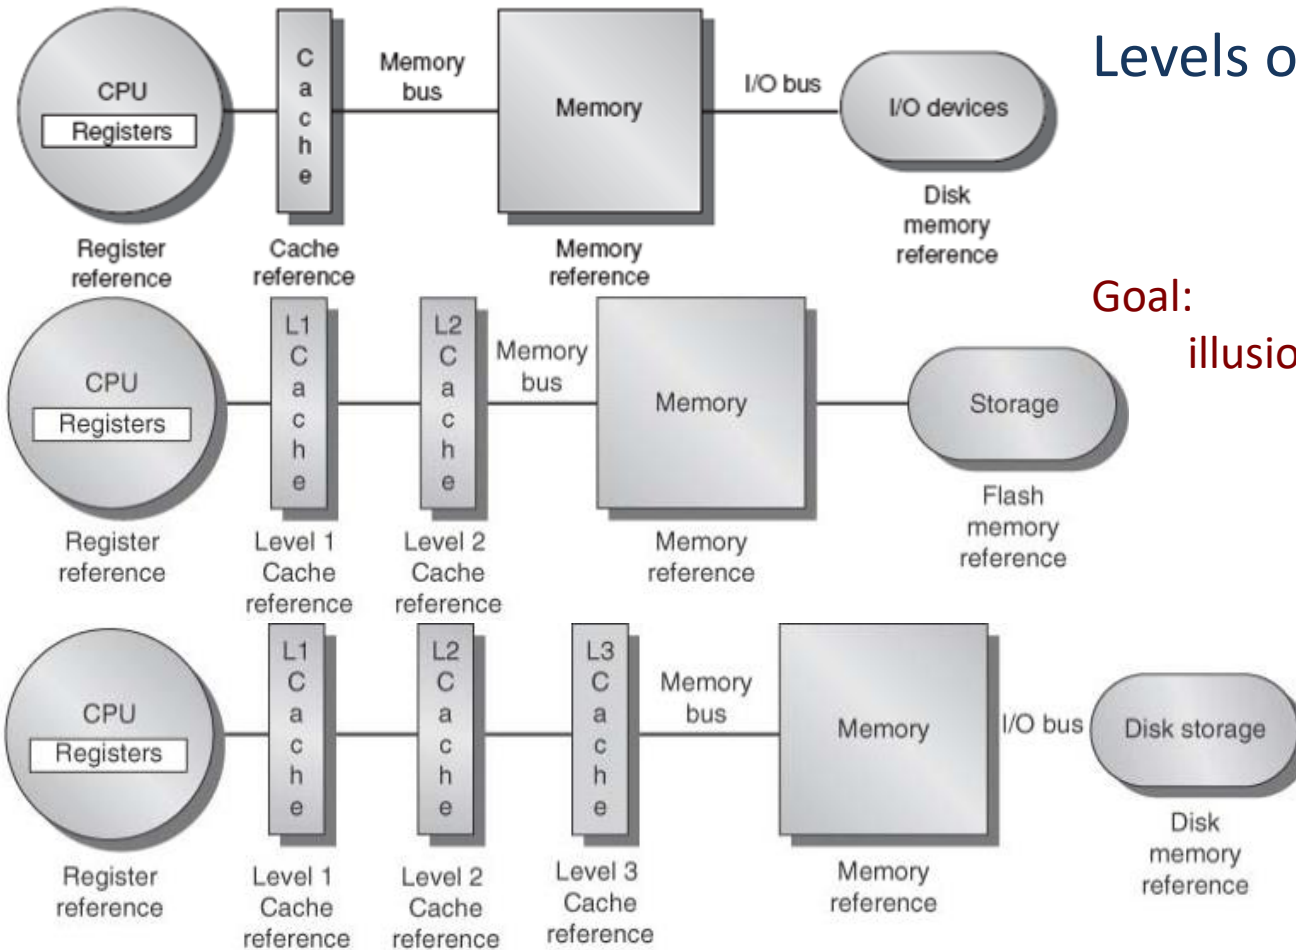 Levels o
Goal:
illusio
CPU
Registers
C
a
c
h
e
Memory
bus
Memory
I/O bus
I/O devices
Register
reference
Cache
reference
Memory
reference
Disk
memory
reference
CPU
Registers
L1
C
a
c
h
e
L2
C
a
c
h
e
Memory
bus
Memory
Storage
Register
reference
Level 1
Cache
reference
Level 2
Cache
reference
Memory
reference
Flash
memory
reference
CPU
Registers
L1
C
a
c
h
e
L2
C
a
c
h
e
L3
C
a
c
h
e
Memory
bus
Memory
I/O bus
Disk storage
Register
reference
Level 1
Cache
reference
Level 2
Cache
reference
Level 3
Cache
reference
Memory
reference
Disk
memory
reference